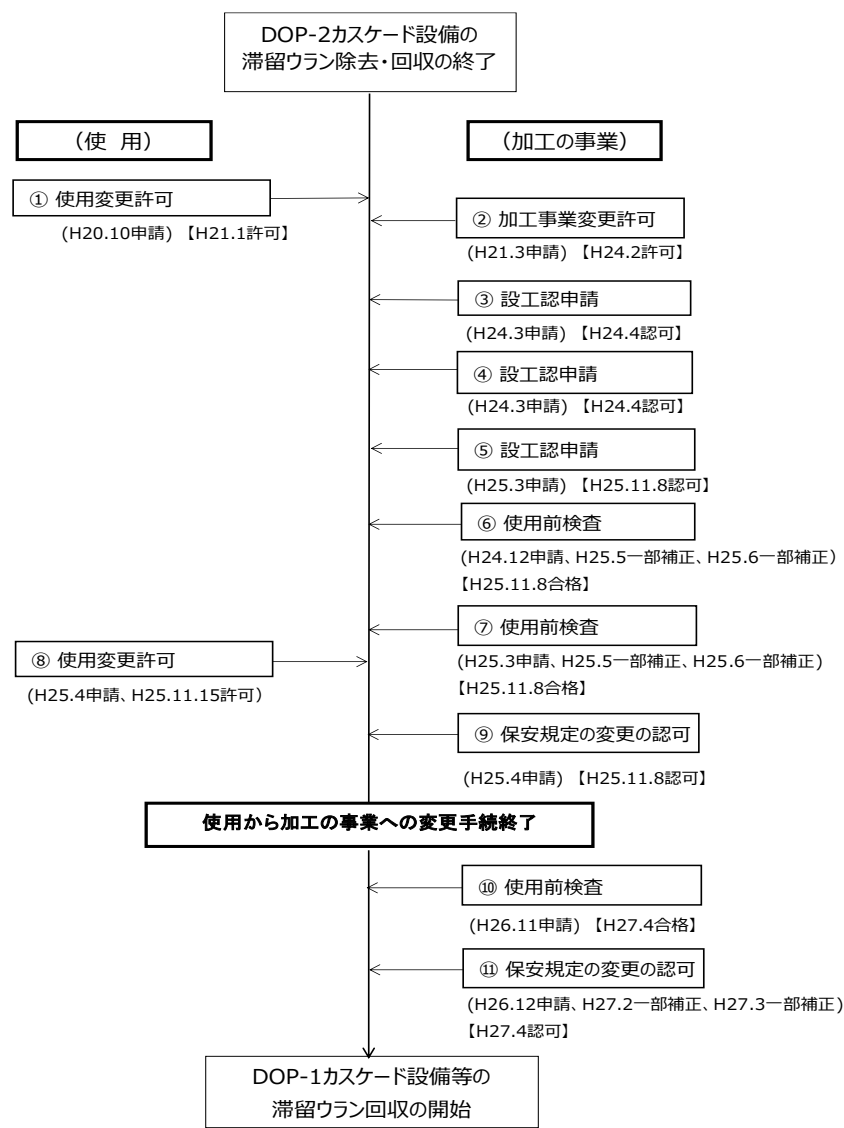 DOP-2カスケード設備の
滞留ウラン除去・回収の終了
（使 用）
（加工の事業）
① 使用変更許可
(H20.10申請) 【H21.1許可】
② 加工事業変更許可
(H21.3申請) 【H24.2許可】
③ 設工認申請
(H24.3申請) 【H24.4認可】
④ 設工認申請
(H24.3申請) 【H24.4認可】
⑤ 設工認申請
(H25.3申請) 【H25.11.8認可】
⑥ 使用前検査
(H24.12申請、H25.5一部補正、H25.6一部補正）
【H25.11.8合格】
⑦ 使用前検査
(H25.3申請、H25.5一部補正、H25.6一部補正)
【H25.11.8合格】
⑧ 使用変更許可
(H25.4申請、H25.11.15許可）
⑨ 保安規定の変更の認可
(H25.4申請) 【H25.11.8認可】
使用から加工の事業への変更手続終了
⑩ 使用前検査
(H26.11申請) 【H27.4合格】
⑪ 保安規定の変更の認可
(H26.12申請、H27.2一部補正、H27.3一部補正)
【H27.4認可】
DOP-1カスケード設備等の
滞留ウラン回収の開始